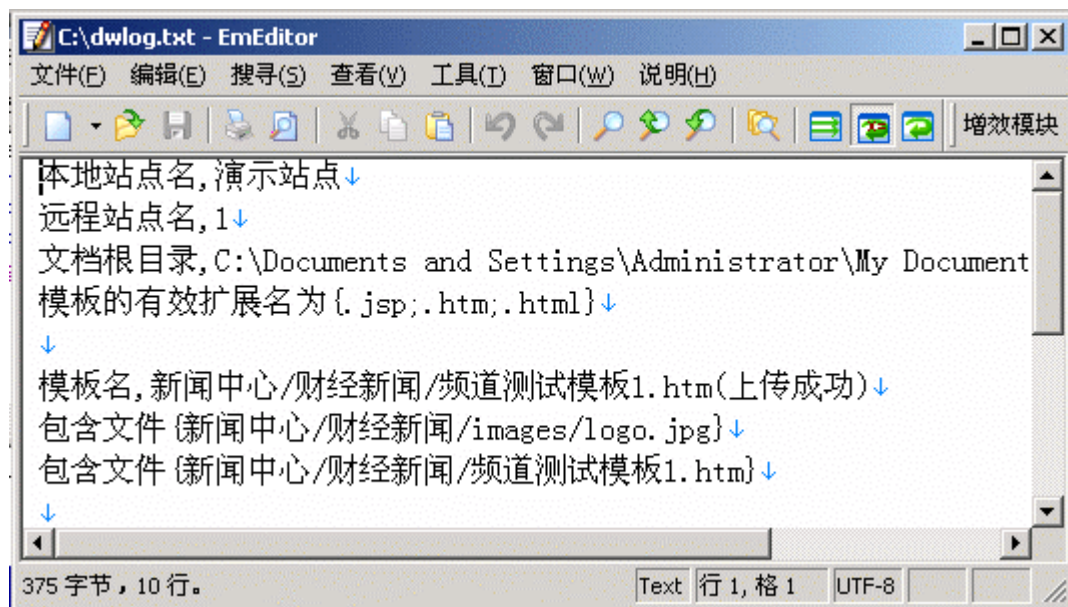 C:\dwlog.txt - EmEditor
文件(F) 编辑(E) 搜寻(S) 查看(V) 工具(T) 窗口(W) 说明(H)
增效模块
本地站点名,演示站点↓
远程站点名,1↓
文档根目录,C:\Documents and Settings\Administrator\My Document
模板的有效扩展名为{.jsp;.htm;.html}↓
↓
模板名,新闻中心/财经新闻/频道测试模板1.htm(上传成功)↓
包含文件{新闻中心/财经新闻/images/logo.jpg}↓
包含文件{新闻中心/财经新闻/频道测试模板1.htm}↓
↓
375 字节，10 行。 Text 行 1, 格 1 UTF-8